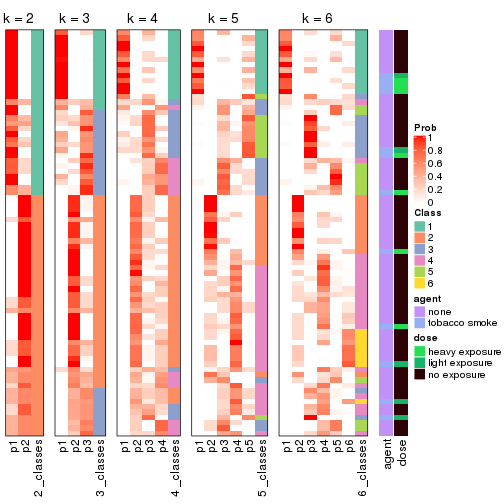 k = 2
k = 3
k = 4
k = 5
k = 6
Prob
1
0.8
0.6
0.4
0.2
0
Class
1
2
3
4
5
6
agent
none
tobacco smoke
dose
heavy exposure
light exposure
no exposure
p1
p2
2_classes
p1
p2
p3
3_classes
p1
p2
p3
p4
4_classes
p1
p2
p3
p4
p5
5_classes
p1
p2
p3
p4
p5
p6
6_classes
agent
dose